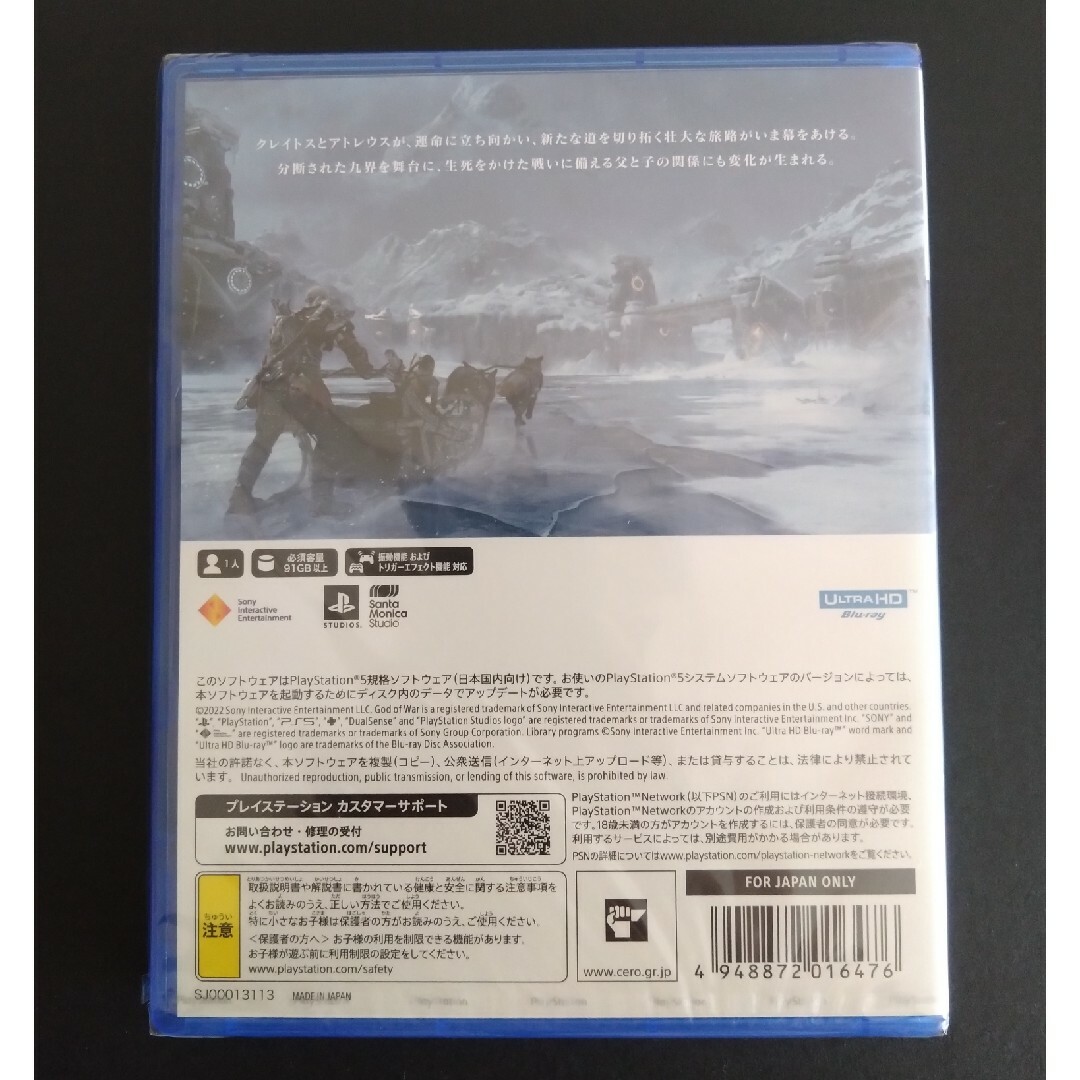 クレイトスとアトレウスが、運命に立ち向かい、新たな道を切り拓く壮大な旅路がいま幕をあける。
分断された九界を舞台に、生死をかけた戦いに備える父と子の関係にも変化が生まれる。
1人
必須容量
91GB以上
振動機能 および
トリガーエフェクト機能 対応
Sony
Interactive
Entertainment
STUDIOS.
Santa
Monica
Studio
ULTRA HD
Blu-ray™
このソフトウェアはPlayStation®5規格ソフトウェア(日本国内向け)です。お使いのPlayStation®5システムソフトウェアのバージョンによっては、
本ソフトウェアを起動するためにディスク内のデータでアップデートが必要です。
©2022 Sony Interactive Entertainment LLC. God of War is a registered trademark of Sony Interactive Entertainment LLC and related companies in the U.S. and other countries.
"PlayStation", "PS5", "DualSense" and "PlayStation Studios logo" are registered trademarks or trademarks of Sony Interactive Entertainment Inc. "SONY" and
are registered trademarks or trademarks of Sony Group Corporation. Library programs ©Sony Interactive Entertainment Inc. "Ultra HD Blu-ray™" word mark and
"Ultra HD Blu-ray™" logo are trademarks of the Blu-ray Disc Association.
当社の許諾なく、本ソフトウェアを複製(コピー)、公衆送信(インターネット上アップロード等)、または貸与することは、法律により禁止されて
います。 Unauthorized reproduction, public transmission, or lending of this software, is prohibited by law.
プレイステーション カスタマーサポート
お問い合わせ・修理の受付
www.playstation.com/support
PlayStation™Network(以下PSN)のご利用にはインターネット接続環境、
PlayStation™Networkのアカウントの作成および利用条件の遵守が必要
です。18歳未満の方がアカウントを作成するには、保護者の同意が必要です。
利用するサービスによっては、別途費用がかかる場合があります。
PSNの詳細についてはwww.playstation.com/playstation-networkをご覧ください。
ちゅうい
注意
取扱説明書や解説書に書かれている健康と安全に関する注意事項を
よくお読みのうえ、正しい方法でご使用ください。
特に小さなお子様は保護者の方がお読みのうえ、ご使用ください。
<保護者の方へ> お子様の利用を制限できる機能があります。
お子様が遊ぶ前に利用制限の設定をしてください。
www.playstation.com/safety
www.cero.gr.jp
FOR JAPAN ONLY
4 948872 016476
SJ00013113 MADE IN JAPAN